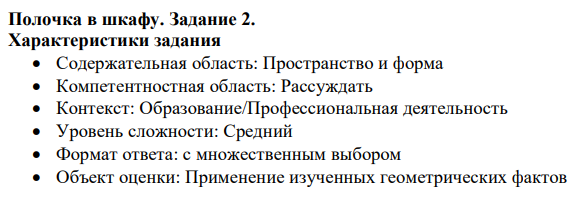 Полочка в шкафу. Задание 2.
Характеристики задания
• Содержательная область: Пространство и форма
• Компетентностная область: Рассуждать
• Контекст: Образование/Профессиональная деятельность
• Уровень сложности: Средний
• Формат ответа: с множественным выбором
• Объект оценки: Применение изученных геометрических фактов